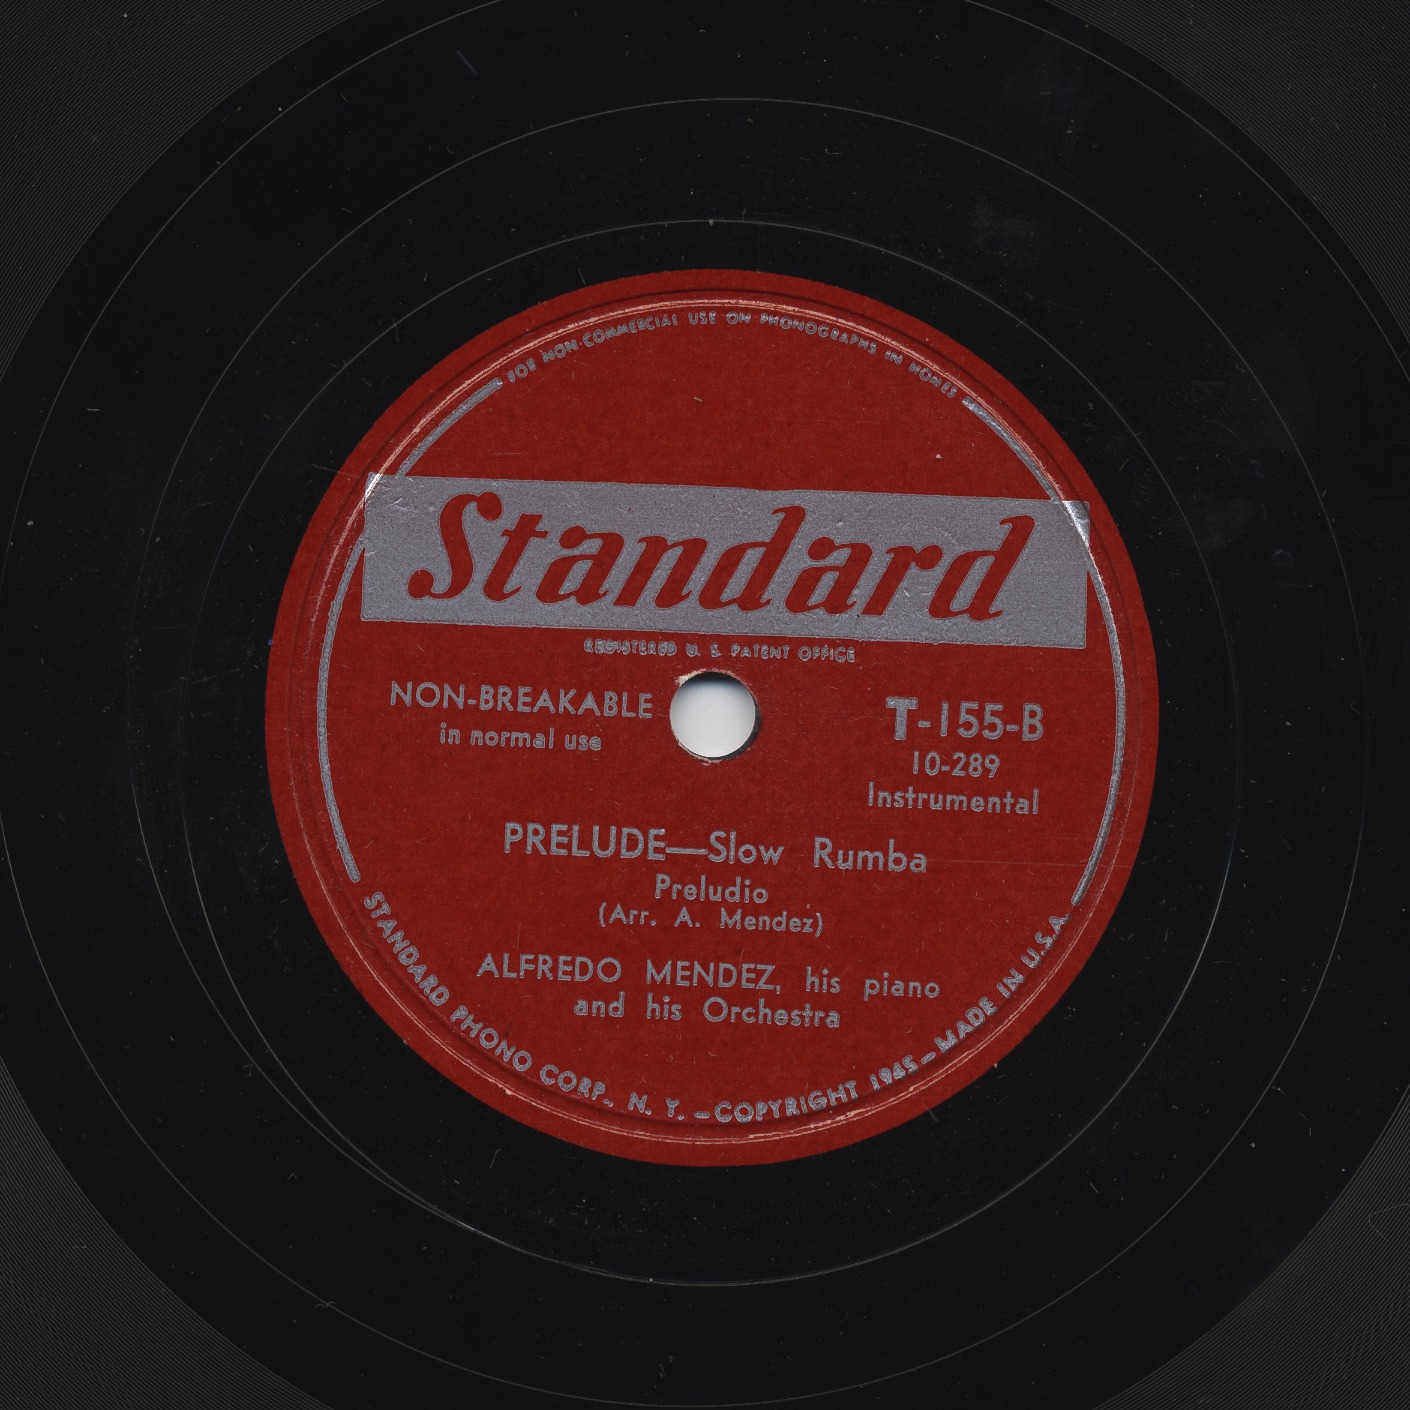 FOR NON-COMMERCIAL USE ON PHONOGRAPHS IN HOMES
Standard
REGISTERED U. S. PATENT OFFICE
NON-BREAKABLE
in normal use
T-155-B
10-289
Instrumental
PRELUDE—Slow Rumba
Preludio
(Arr. A. Mendez)
ALFREDO MENDEZ, his piano
and his Orchestra
STANDARD PHONO CORP., N. Y. — COPYRIGHT 1945 — MADE IN U.S.A.